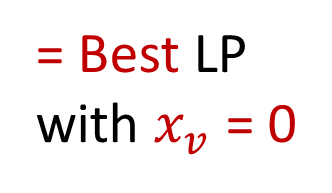 = Best LP
with xᵥ = 0